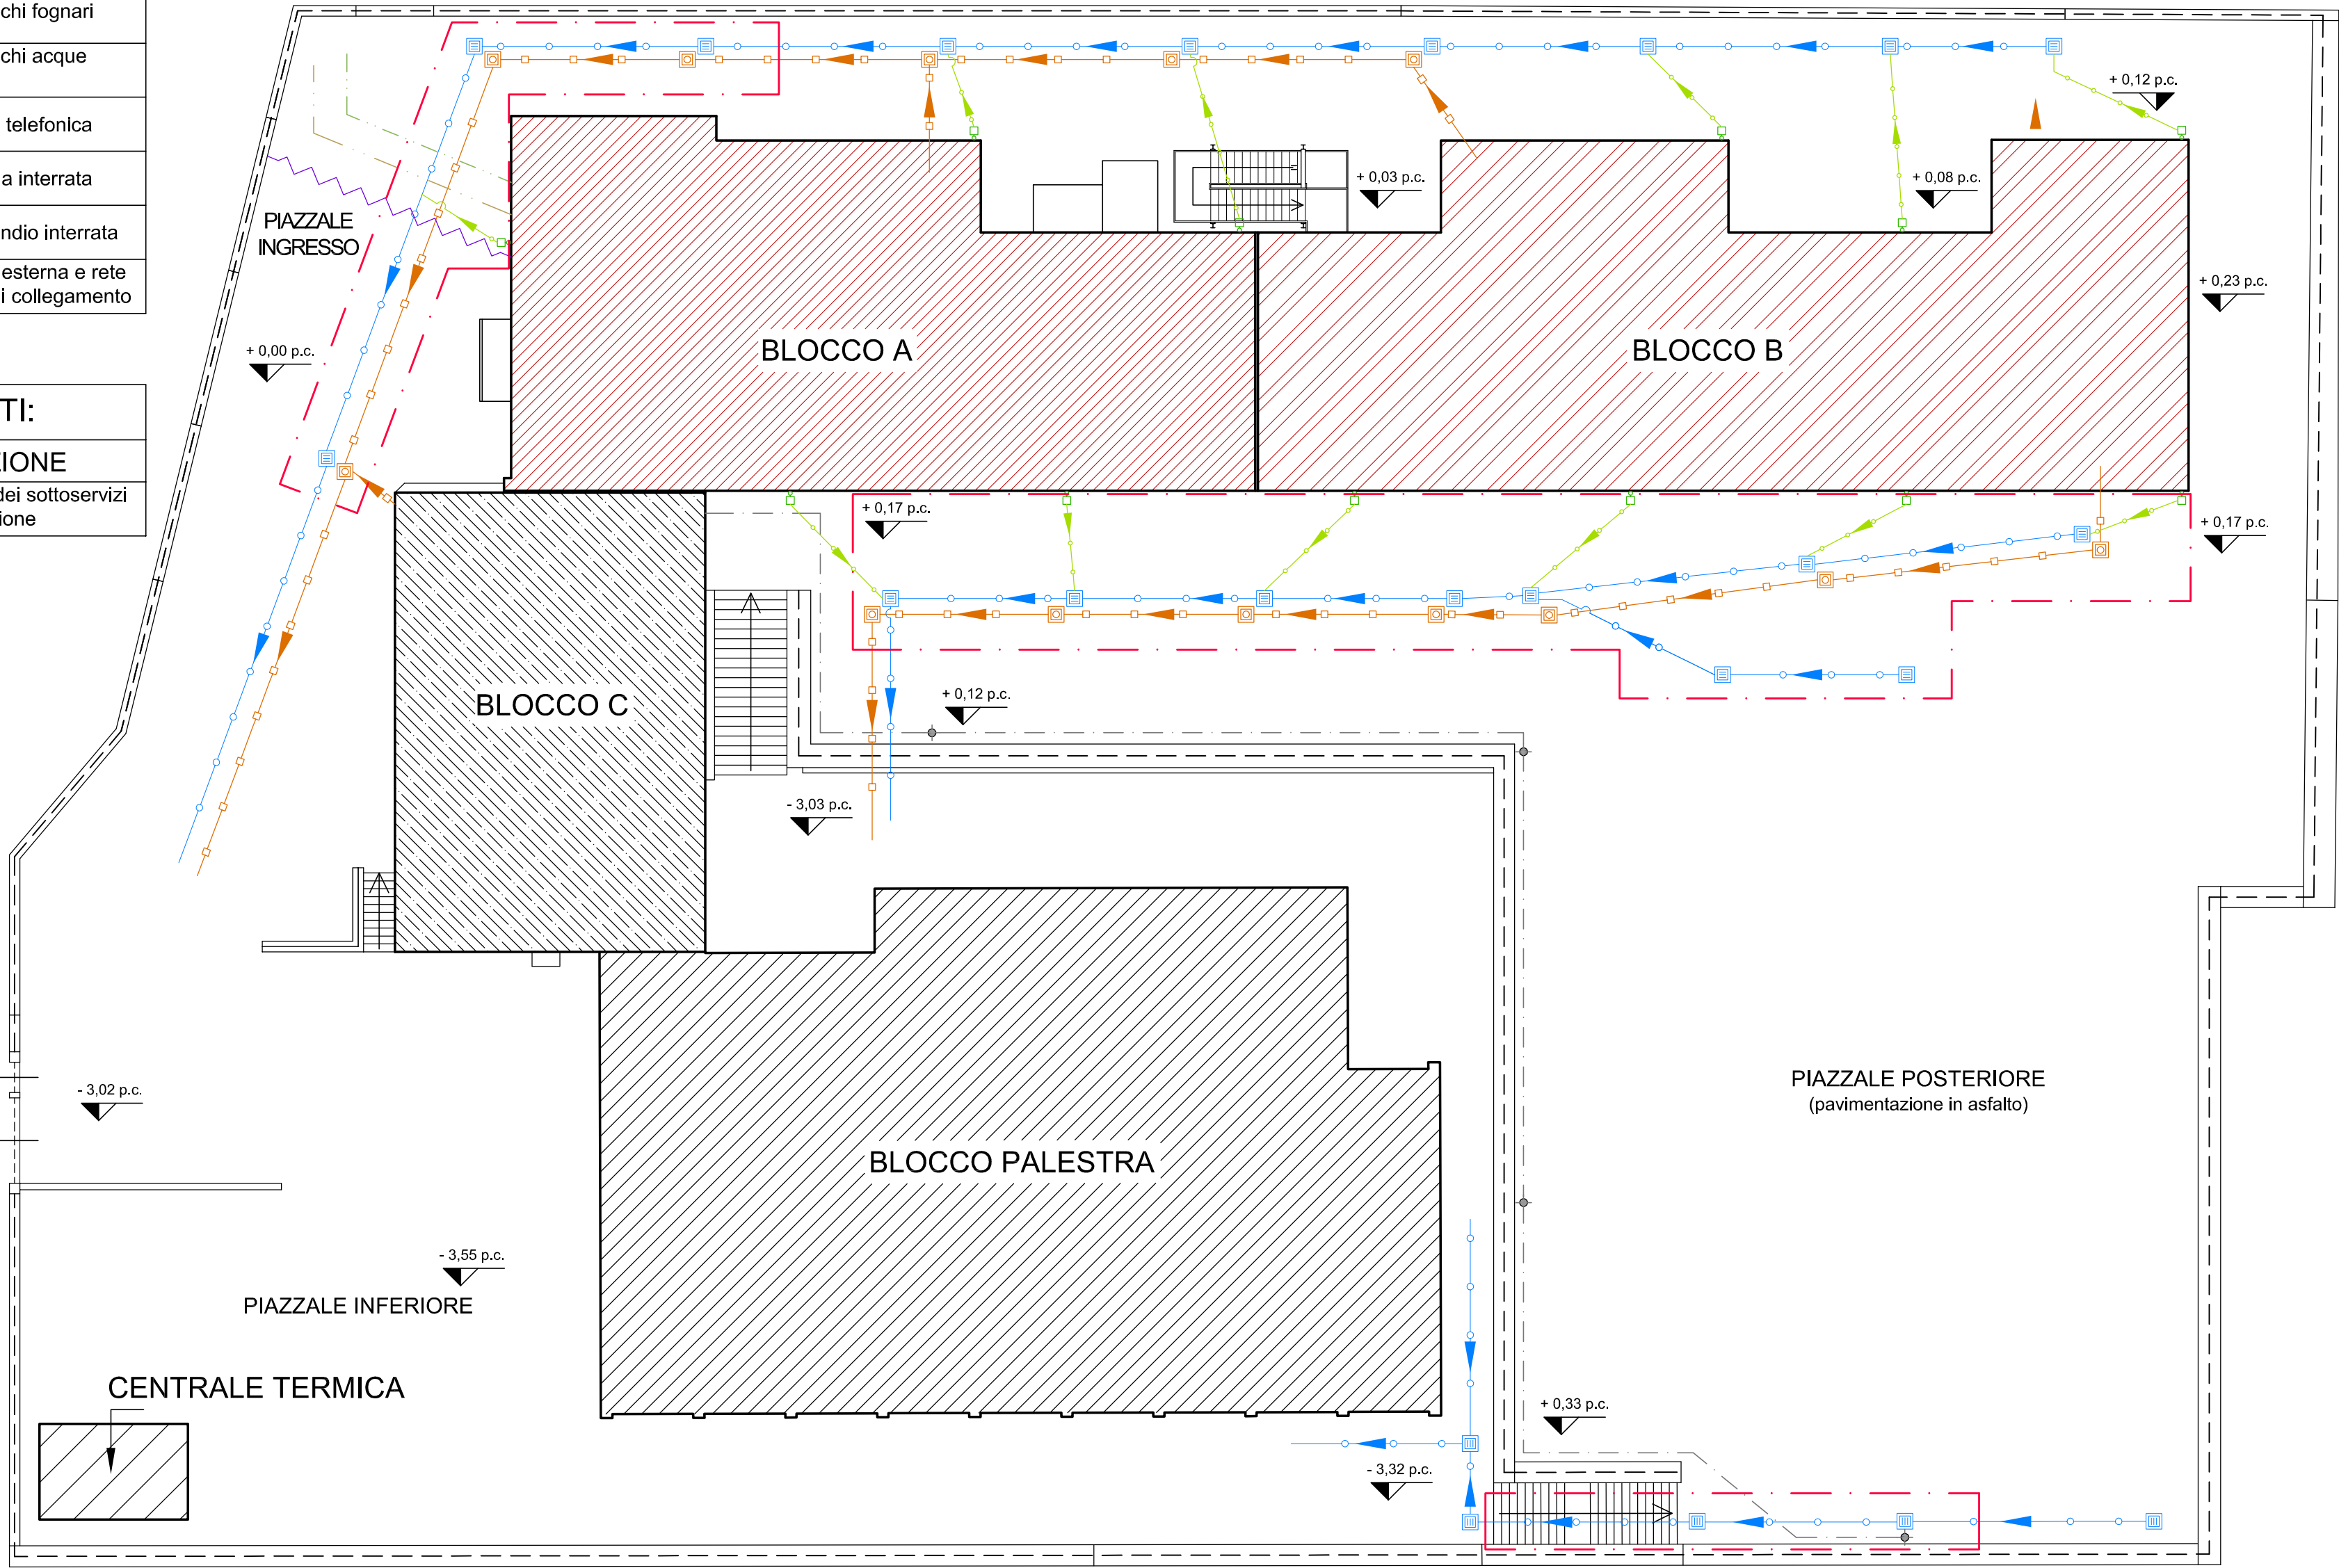 chi fognari
chi acque
telefonica
a interrata
ndio interrata
esterna e rete
i collegamento
TI:
ZIONE
dei sottoservizi
ione
PIAZZALE
INGRESSO
+ 0,00 p.c.
+ 0,12 p.c.
+ 0,03 p.c.
+ 0,08 p.c.
+ 0,23 p.c.
BLOCCO A
BLOCCO B
+ 0,17 p.c.
+ 0,17 p.c.
BLOCCO C
+ 0,12 p.c.
- 3,03 p.c.
- 3,02 p.c.
PIAZZALE POSTERIORE
(pavimentazione in asfalto)
BLOCCO PALESTRA
- 3,55 p.c.
PIAZZALE INFERIORE
CENTRALE TERMICA
+ 0,33 p.c.
- 3,32 p.c.